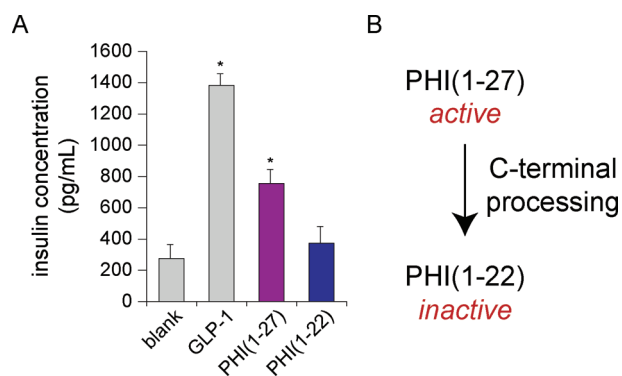 A
insulin concentration
(pg/mL)
1600
1400
1200
1000
800
600
400
200
0
*
*
blank
GLP-1
PHI(1-27)
PHI(1-22)
B
PHI(1-27)
active
C-terminal
processing
PHI(1-22)
inactive